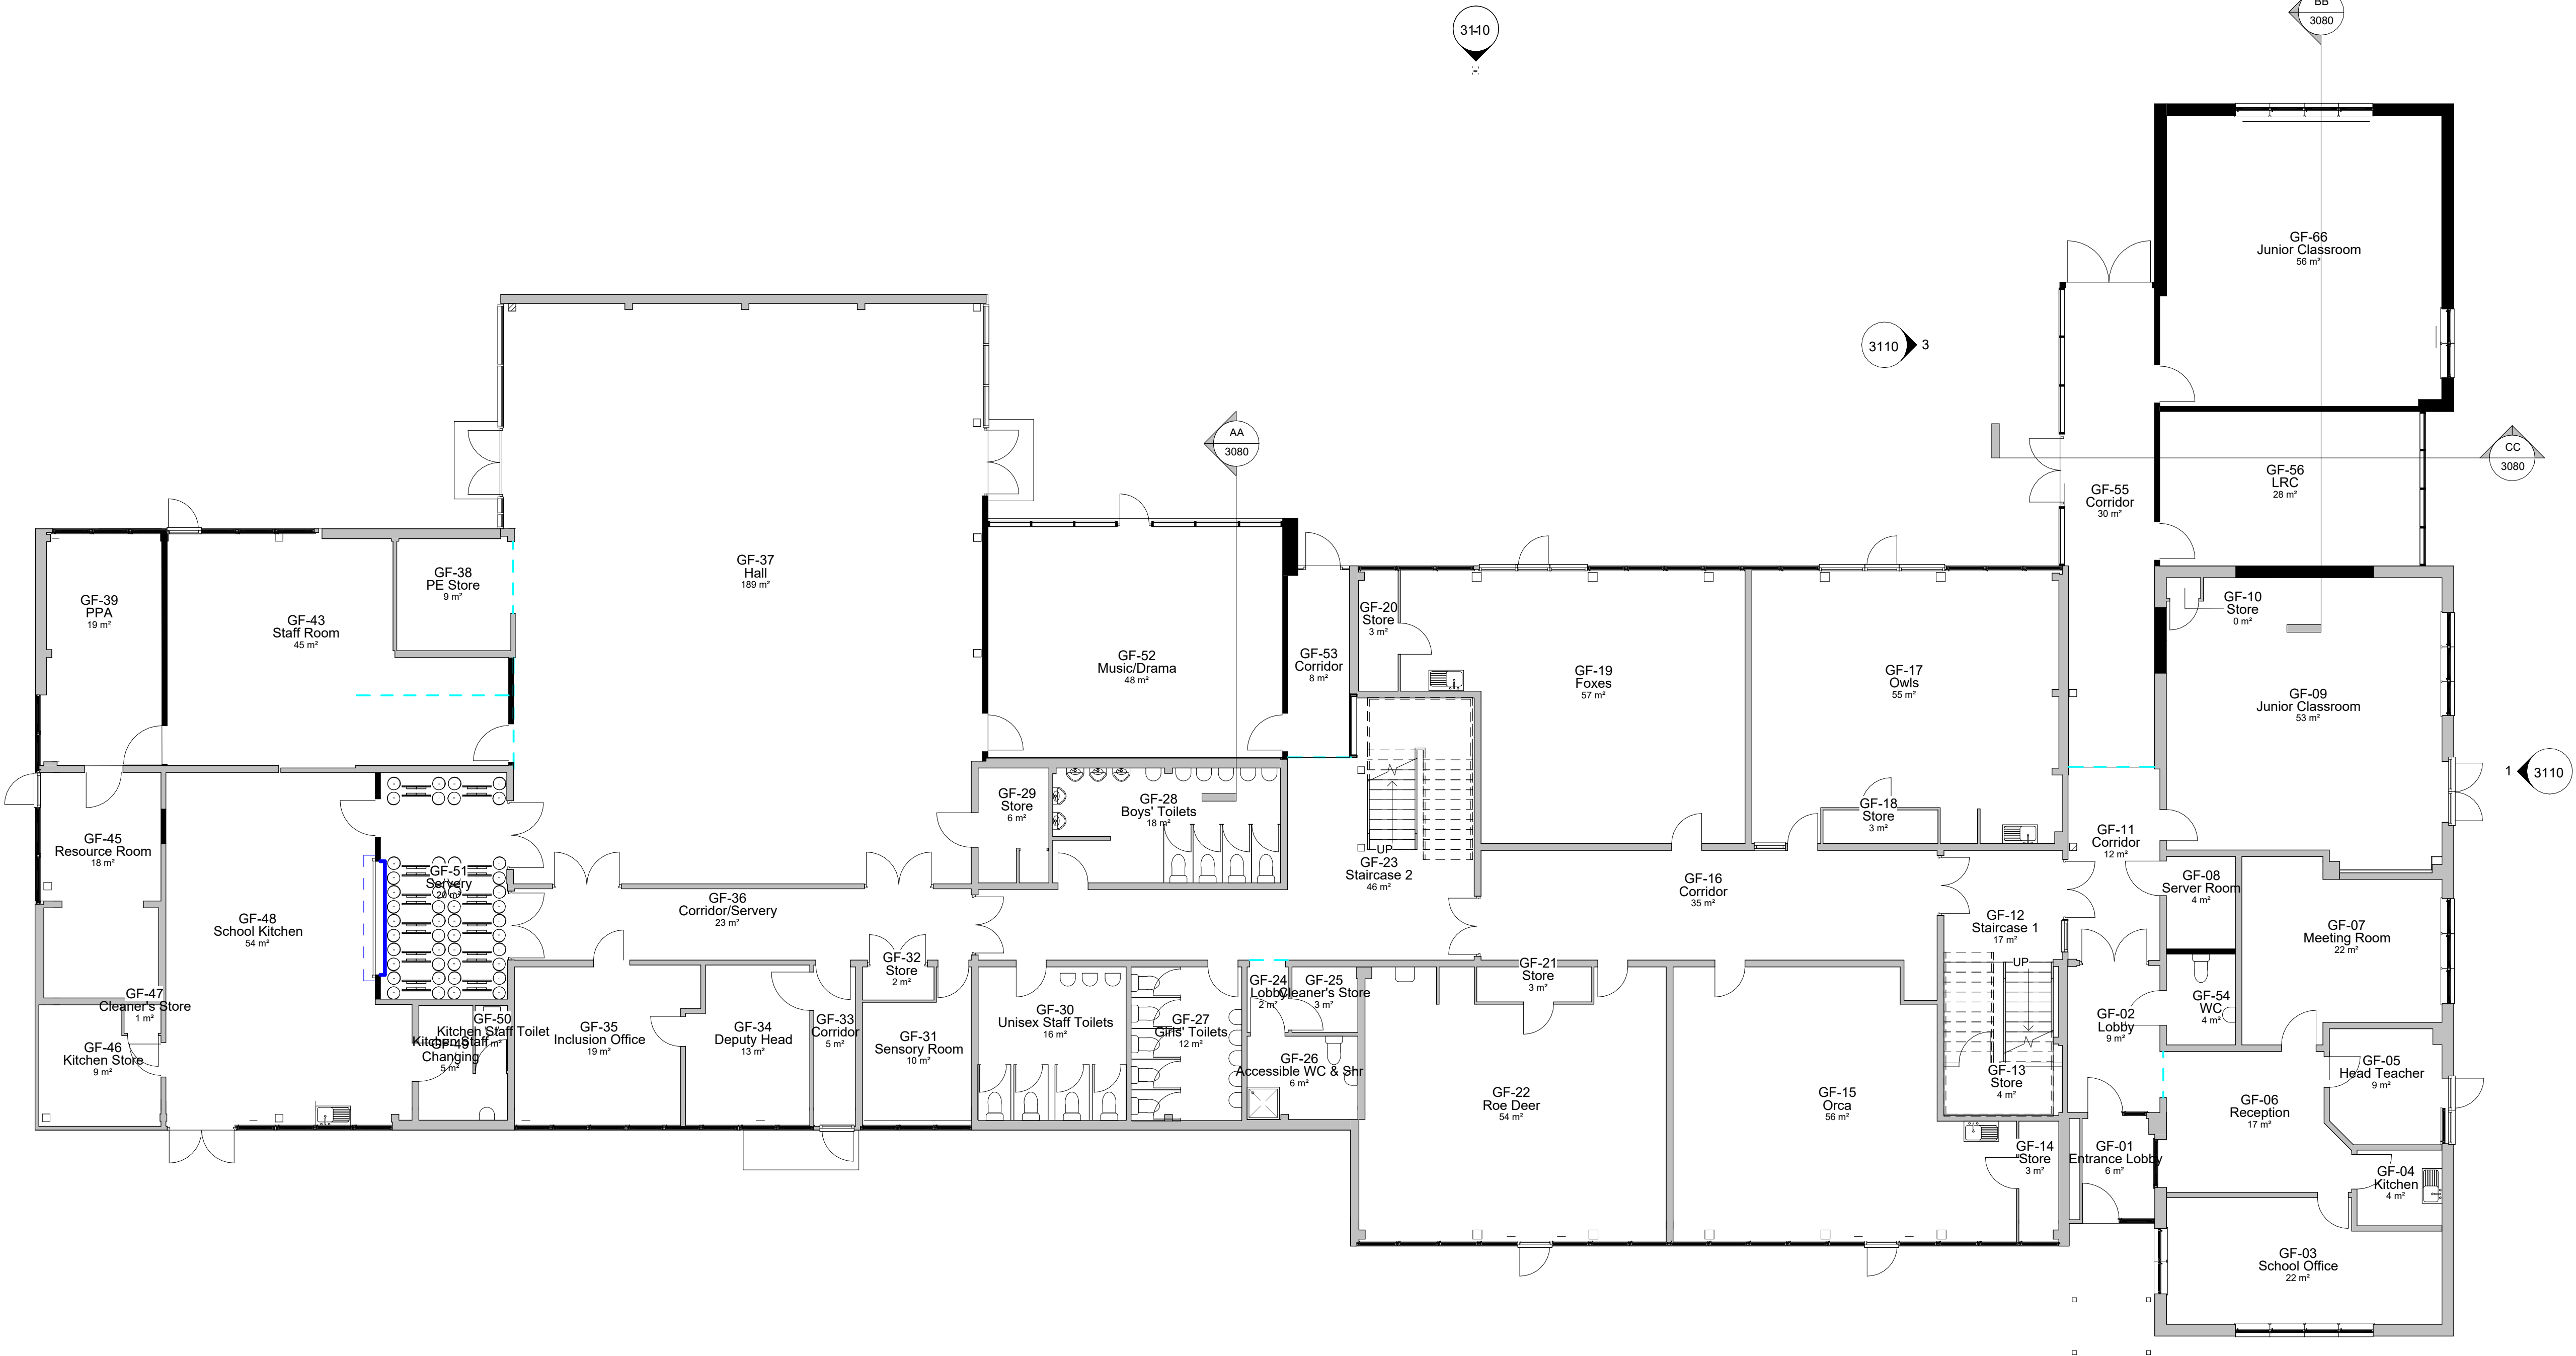 BB
3080
3110
GF-66
Junior Classroom
56 m²
3110
3
AA
3080
CC
3080
GF-56
LRC
28 m²
GF-55
Corridor
30 m²
GF-37
Hall
189 m²
GF-38
PE Store
9 m²
GF-39
PPA
19 m²
GF-43
Staff Room
45 m²
GF-52
Music/Drama
48 m²
GF-53
Corridor
8 m²
GF-20
Store
3 m²
GF-19
Foxes
57 m²
GF-17
Owls
55 m²
GF-10
Store
0 m²
GF-09
Junior Classroom
53 m²
1
3110
GF-29
Store
6 m²
GF-28
Boys' Toilets
18 m²
GF-18
Store
3 m²
UP
GF-23
Staircase 2
46 m²
GF-11
Corridor
12 m²
GF-45
Resource Room
18 m²
GF-51
Servery
20 m²
GF-48
School Kitchen
54 m²
GF-36
Corridor/Servery
23 m²
GF-16
Corridor
35 m²
GF-08
Server Room
4 m²
GF-12
Staircase 1
17 m²
UP
GF-07
Meeting Room
22 m²
GF-32
Store
2 m²
GF-21
Store
3 m²
GF-24
Lobby
2 m²
GF-25
Cleaner's Store
3 m²
GF-47
Cleaner's Store
1 m²
GF-54
WC
4 m²
GF-50
Kitchen Staff Toilet
GF-49
Kitchen Staff
Changing
5 m²
GF-46
Kitchen Store
9 m²
GF-35
Inclusion Office
19 m²
GF-34
Deputy Head
13 m²
GF-33
Corridor
5 m²
GF-31
Sensory Room
10 m²
GF-30
Unisex Staff Toilets
16 m²
GF-27
Girls' Toilets
12 m²
GF-26
Accessible WC & Shr
6 m²
GF-22
Roe Deer
54 m²
GF-15
Orca
56 m²
GF-13
Store
4 m²
GF-02
Lobby
9 m²
GF-05
Head Teacher
9 m²
GF-06
Reception
17 m²
GF-14
Store
3 m²
GF-01
Entrance Lobby
6 m²
GF-04
Kitchen
4 m²
GF-03
School Office
22 m²